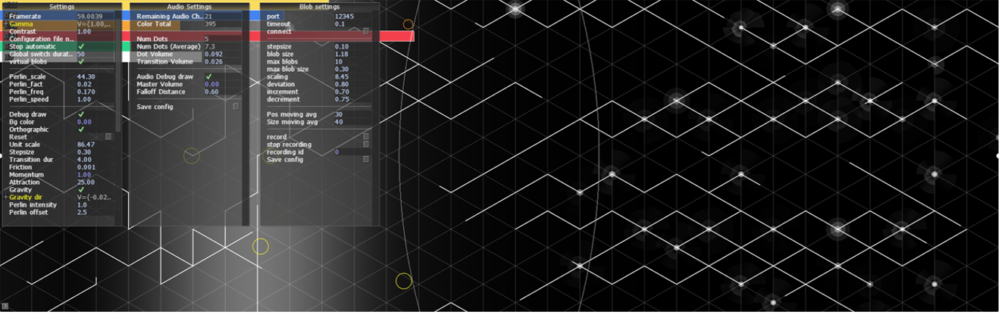 Settings
Framerate 59.0039
Gamma V={1.00,...
Contrast 1.00
Configuration file n...
Stop automatic
Global switch durat... 50
virtual blobs
Perlin_scale 44.30
Perlin_fact 0.02
Perlin_freq 0.170
Perlin_speed 1.00
Debug draw
Bg color 0.00
Orthographic
Reset
Unit scale 86.47
Stepsize 0.30
Transition dur 4.00
Friction 0.001
Momentum 1.00
Attraction 25.00
Gravity
Gravity dir V={-0.02...
Perlin intensity 1.0
Perlin offset 2.5
Audio Settings
Remaining Audio Ch... 21
Color Total 395
Num Dots 5
Num Dots (Average) 7.3
Dot Volume 0.092
Transition Volume 0.026
Audio Debug draw
Master Volume 0.00
Falloff Distance 0.60
Save config
Blob settings
port 12345
timeout 0.1
connect
stepsize 0.10
blob size 1.18
max blobs 10
max blob size 0.30
scaling 8.45
deviation 0.80
increment 0.70
decrement 0.75
Pos moving avg 30
Size moving avg 40
record
stop recording
recording id 0
Save config